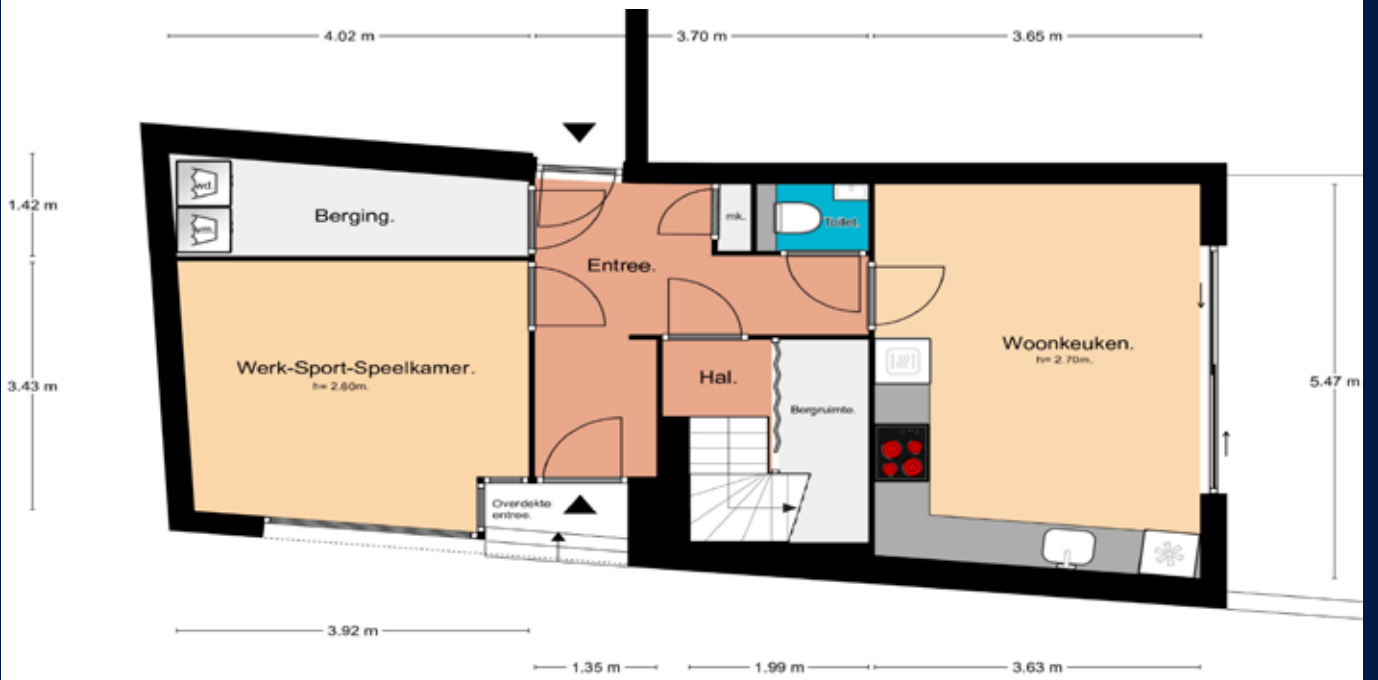 4.02 m
3.70 m
3.65 m
1.42 m
wd.
wm.
Berging.
mk.
Toilet.
Entree.
3.43 m
Werk-Sport-Speelkamer.
h= 2.60m.
Hal.
Bergruimte.
Woonkeuken.
h= 2.70m.
5.47 m
Overdekte
entree.
3.92 m
1.35 m
1.99 m
3.63 m